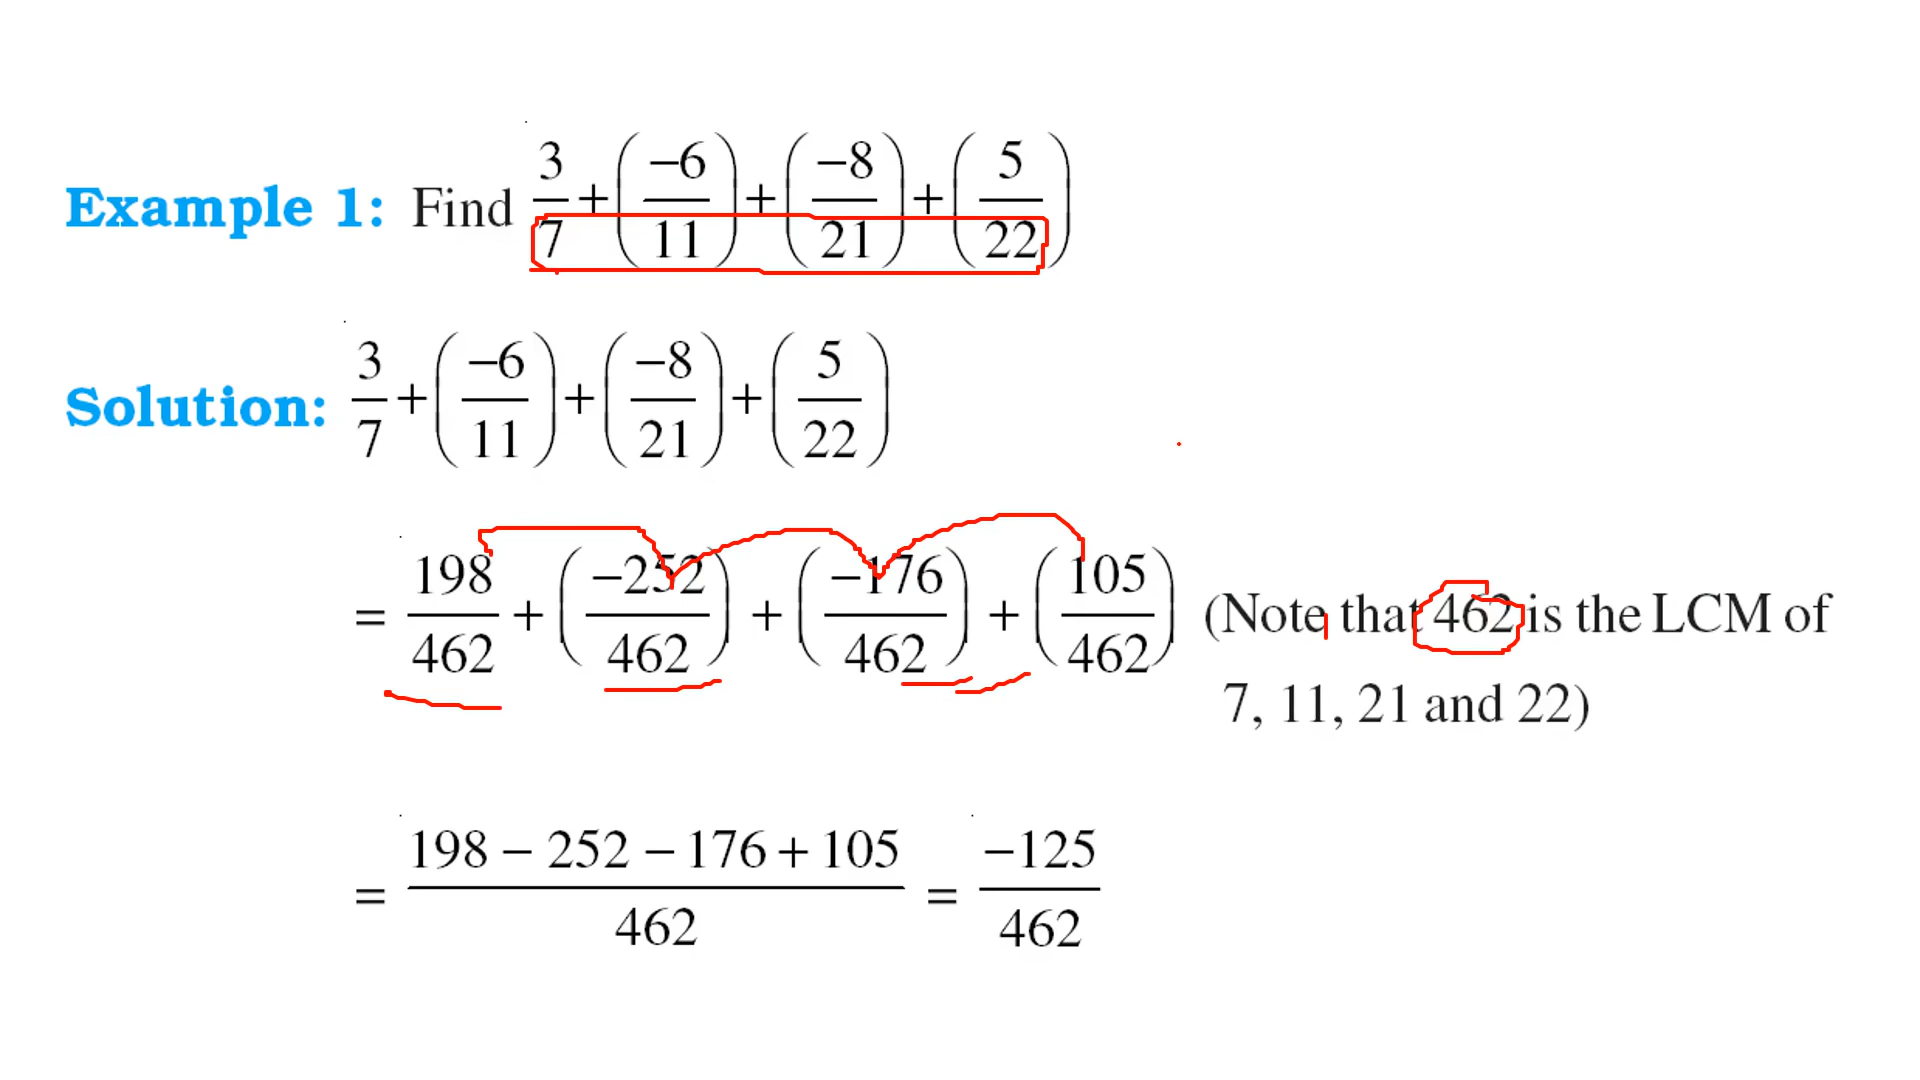 Example 1: Find 3/7 + (−6/11) + (−8/21) + (5/22)
Solution: 3/7 + (−6/11) + (−8/21) + (5/22)
= 198/462 + (−252/462) + (−176/462) + (105/462) (Note that 462 is the LCM of
7, 11, 21 and 22)
= (198 − 252 − 176 + 105)/462 = −125/462